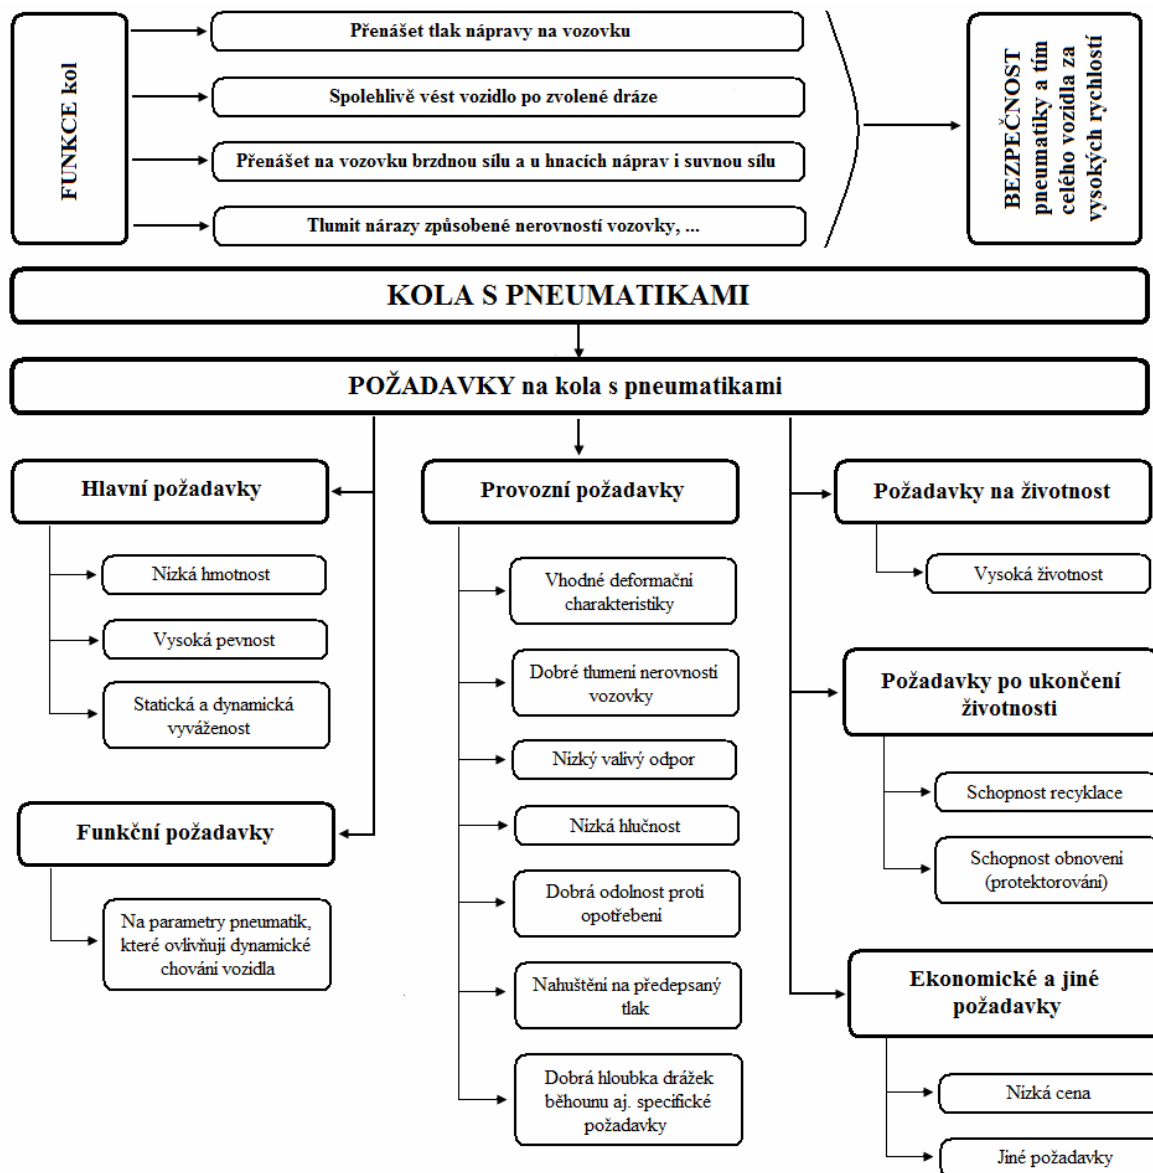 FUNKCE kol
Přenášet tlak nápravy na vozovku
Spolehlivě vést vozidlo po zvolené dráze
Přenášet na vozovku brzdnou sílu a u hnacích náprav i suvnou sílu
Tlumit nárazy způsobené nerovností vozovky, ...
BEZPEČNOST
pneumatiky a tím
celého vozidla za
vysokých rychlostí
KOLA S PNEUMATIKAMI
POŽADAVKY na kola s pneumatikami
Hlavní požadavky
Nízká hmotnost
Vysoká pevnost
Statická a dynamická
vyváženost
Funkční požadavky
Na parametry pneumatik,
které ovlivňuji dynamické
chování vozidla
Provozní požadavky
Vhodné deformační
charakteristiky
Dobré tlumení nerovností
vozovky
Nízký valivý odpor
Nízká hlučnost
Dobrá odolnost proti
opotřebení
Nahuštění na předepsaný
tlak
Dobrá hloubka drážek
běhounu aj. specifické
požadavky
Požadavky na životnost
Vysoká životnost
Požadavky po ukončení
životnosti
Schopnost recyklace
Schopnost obnovení
(protektorování)
Ekonomické a jiné
požadavky
Nízká cena
Jiné požadavky